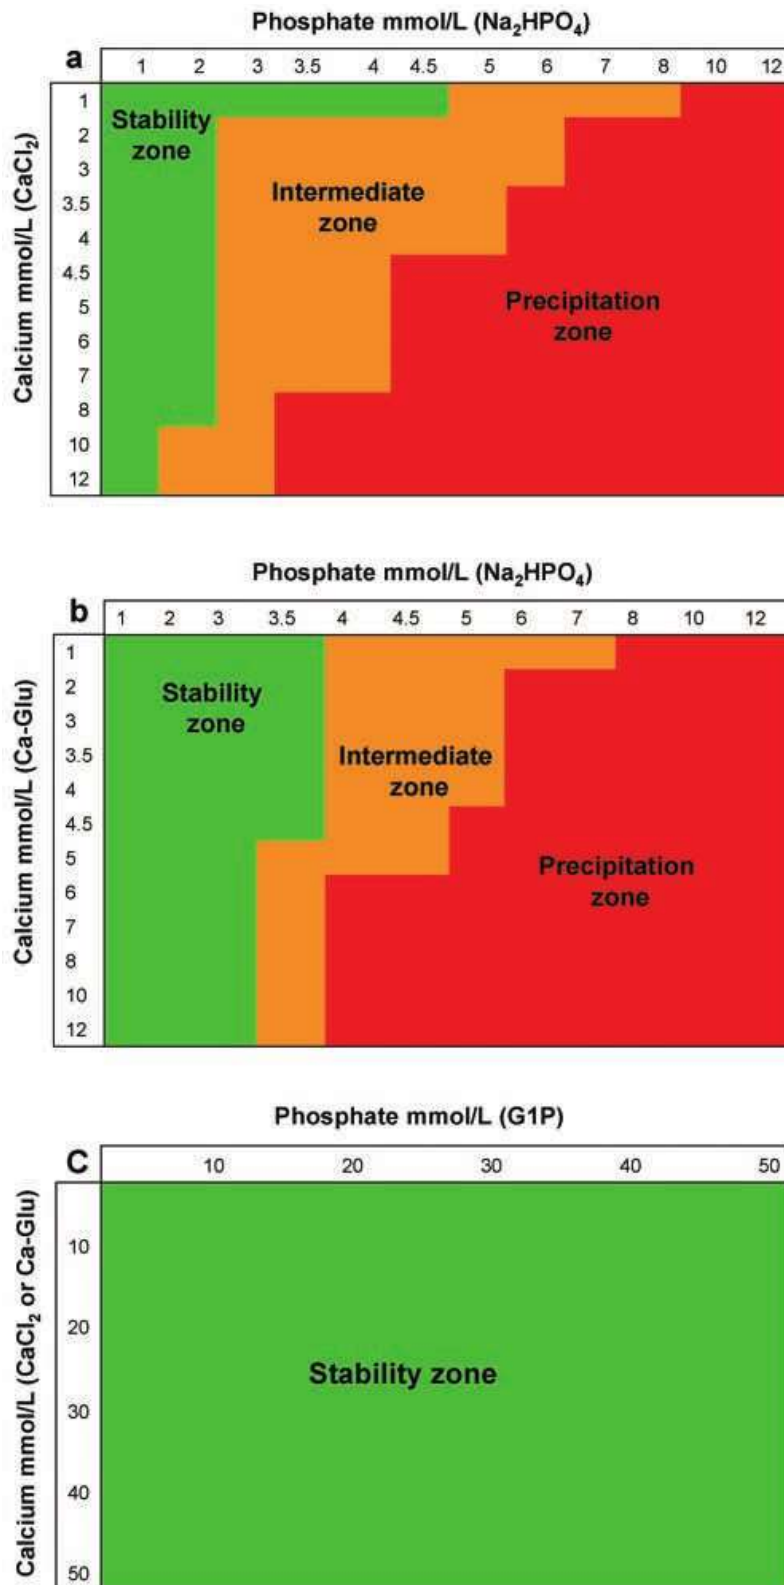 Phosphate mmol/L (Na₂HPO₄)
a 1 2 3 3.5 4 4.5 5 6 7 8 10 12
Calcium mmol/L (CaCl₂)
1
2
3
3.5
4
4.5
5
6
7
8
10
12
Stability
zone
Intermediate
zone
Precipitation
zone
Phosphate mmol/L (Na₂HPO₄)
b 1 2 3 3.5 4 4.5 5 6 7 8 10 12
Calcium mmol/L (Ca-Glu)
1
2
3
3.5
4
4.5
5
6
7
8
10
12
Stability
zone
Intermediate
zone
Precipitation
zone
Phosphate mmol/L (G1P)
C 10 20 30 40 50
Calcium mmol/L (CaCl₂ or Ca-Glu)
10
20
30
40
50
Stability zone